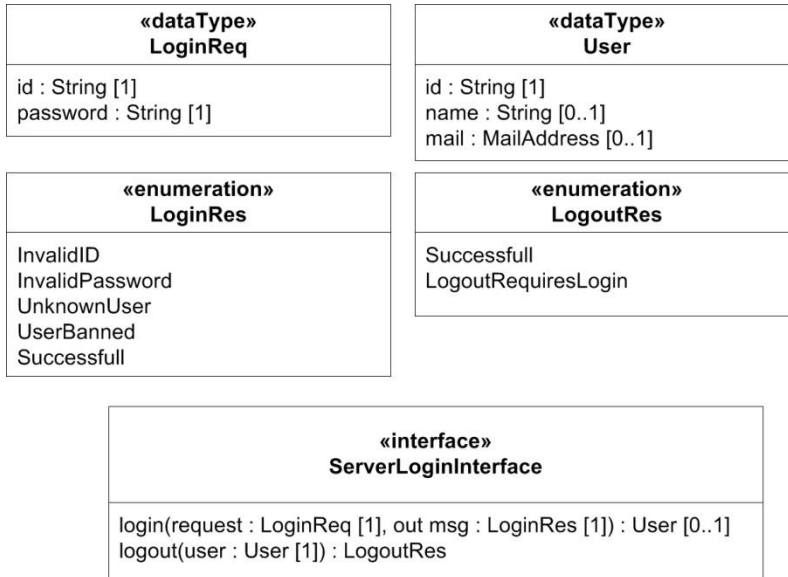 «dataType»
LoginReq
id : String [1]
password : String [1]
«dataType»
User
id : String [1]
name : String [0..1]
mail : MailAddress [0..1]
«enumeration»
LoginRes
InvalidID
InvalidPassword
UnknownUser
UserBanned
Successfull
«enumeration»
LogoutRes
Successfull
LogoutRequiresLogin
«interface»
ServerLoginInterface
login(request : LoginReq [1], out msg : LoginRes [1]) : User [0..1]
logout(user : User [1]) : LogoutRes